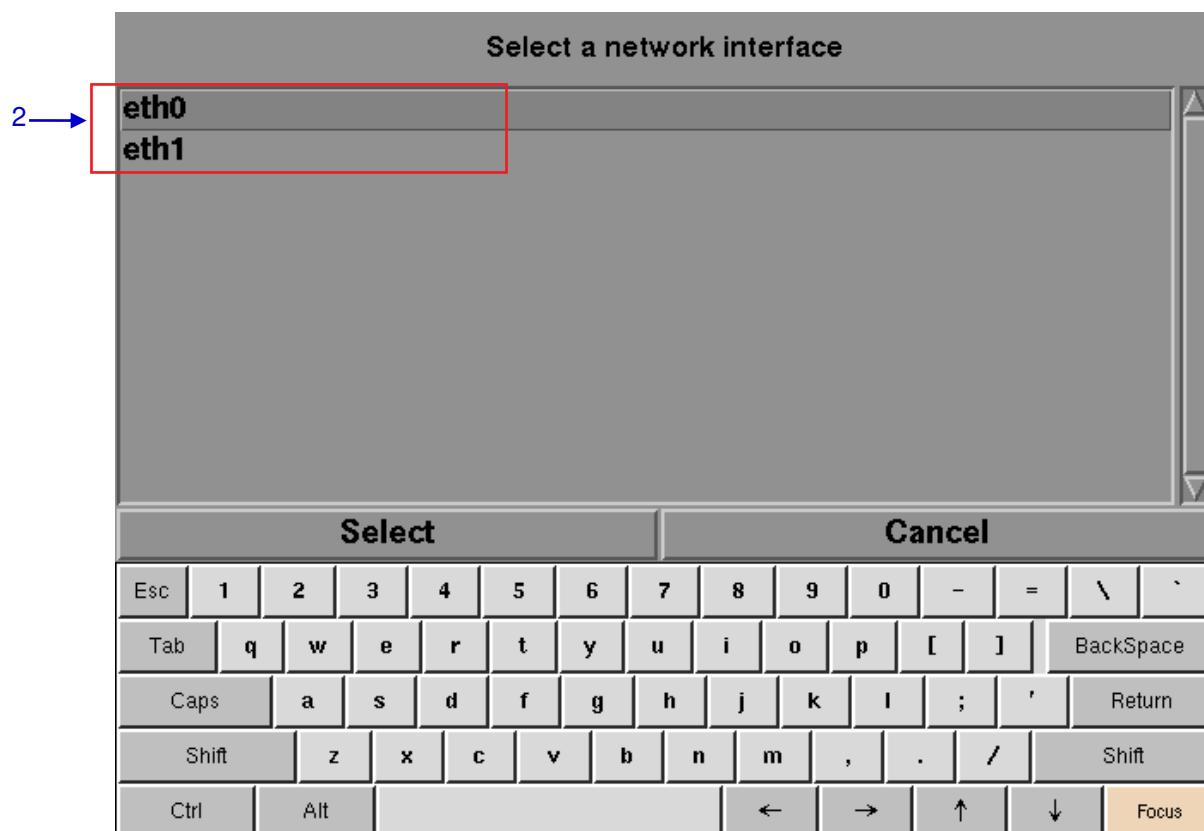 Select a network interface
2
eth0
eth1
Select Cancel
Esc 1 2 3 4 5 6 7 8 9 0 - = \ `
Tab q w e r t y u i o p [ ] BackSpace
Caps a s d f g h j k l ; ' Return
Shift z x c v b n m , . / Shift
Ctrl Alt ← → ↑ ↓ Focus